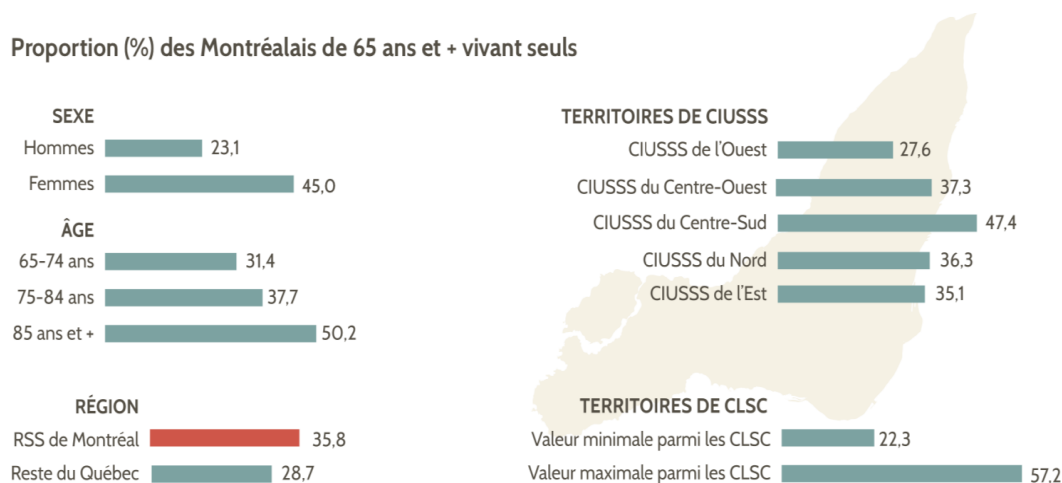 Proportion (%) des Montréalais de 65 ans et + vivant seuls
SEXE
Hommes 23,1
Femmes 45,0
ÂGE
65-74 ans 31,4
75-84 ans 37,7
85 ans et + 50,2
RÉGION
RSS de Montréal 35,8
Reste du Québec 28,7
TERRITOIRES DE CIUSSS
CIUSSS de l'Ouest 27,6
CIUSSS du Centre-Ouest 37,3
CIUSSS du Centre-Sud 47,4
CIUSSS du Nord 36,3
CIUSSS de l'Est 35,1
TERRITOIRES DE CLSC
Valeur minimale parmi les CLSC 22,3
Valeur maximale parmi les CLSC 57,2